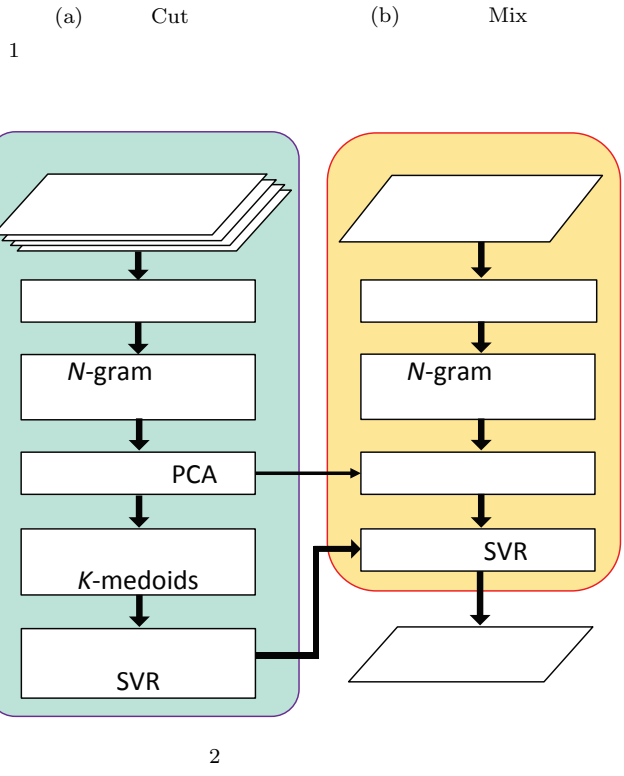 (a) Cut (b) Mix
1
N-gram
PCA
K-medoids
SVR
N-gram
SVR
2